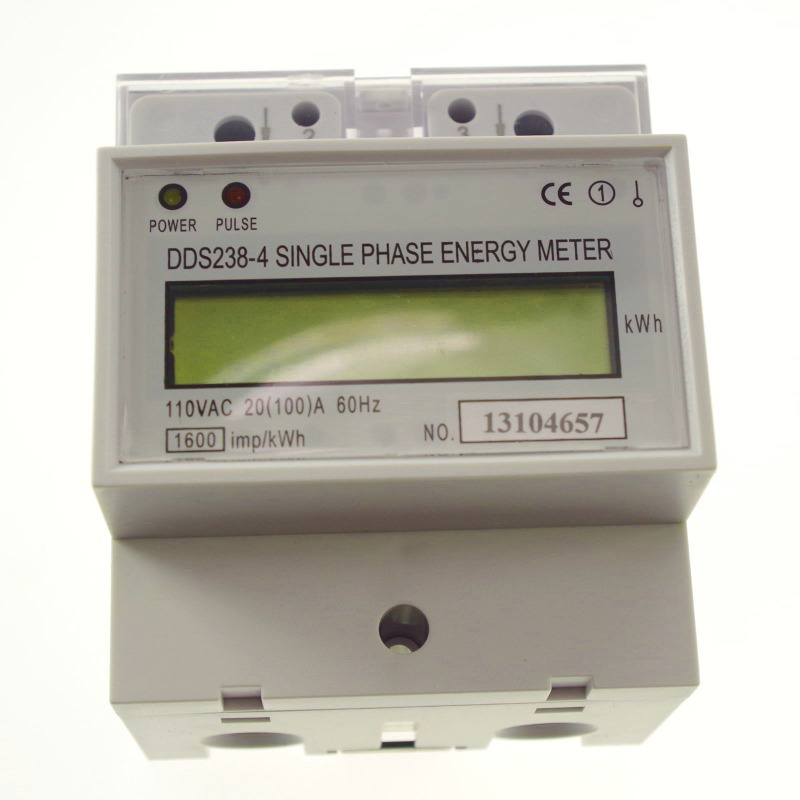 2 3
CE 1
POWER PULSE
DDS238-4 SINGLE PHASE ENERGY METER
kWh
110VAC 20(100)A 60Hz
1600 imp/kWh
NO. 13104657